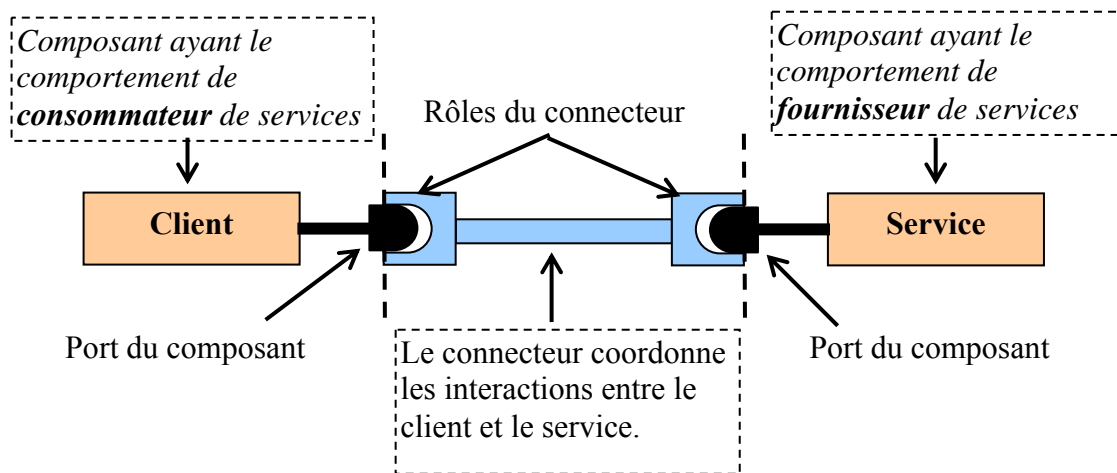 Composant ayant le
comportement de
consommateur de services
Composant ayant le
comportement de
fournisseur de services
Rôles du connecteur
Client
Service
Port du composant
Le connecteur coordonne
les interactions entre le
client et le service.
Port du composant